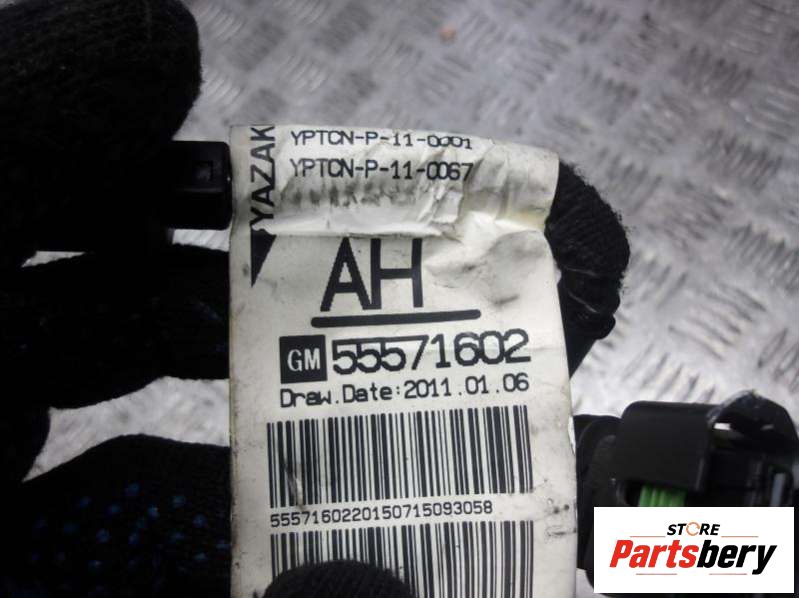 YAZAKI
YPTCN-P-11-0001
YPTCN-P-11-0067
AH
GM 55571602
Draw.Date:2011.01.06
5557160220150715093058
STORE
Partsbery